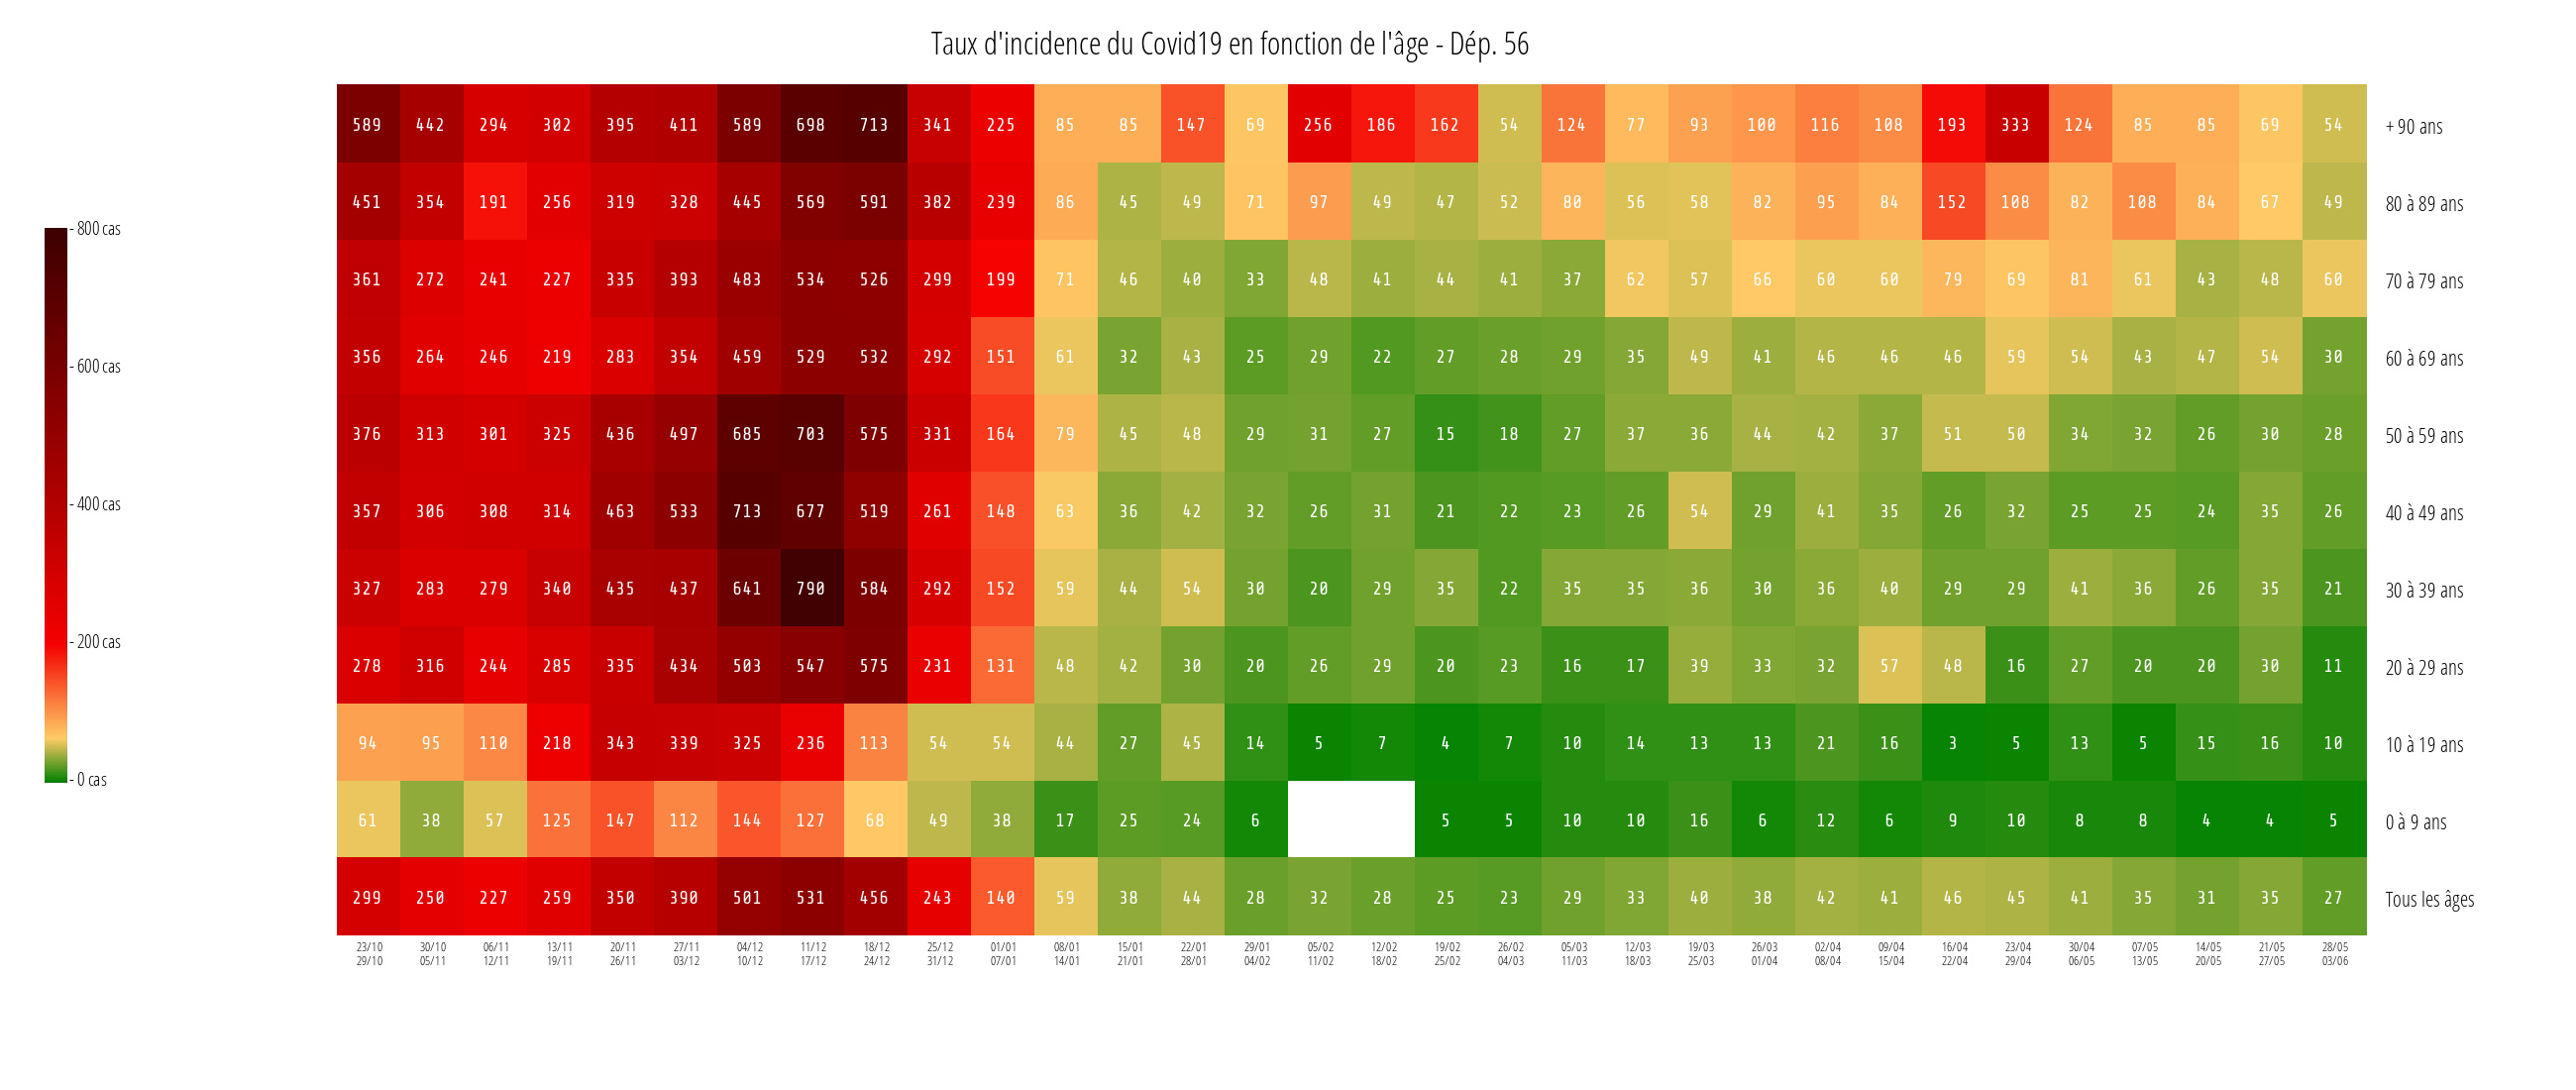 Taux d'incidence du Covid19 en fonction de l'âge - Dép. 56
- 800 cas
- 600 cas
- 400 cas
- 200 cas
- 0 cas
589 442 294 302 395 411 589 698 713 341 225 85 85 147 69 256 186 162 54 124 77 93 100 116 108 193 333 124 85 85 69 54 + 90 ans
451 354 191 256 319 328 445 569 591 382 239 86 45 49 71 97 49 47 52 80 56 58 82 95 84 152 108 82 108 84 67 49 80 à 89 ans
361 272 241 227 335 393 483 534 526 299 199 71 46 40 33 48 41 44 41 37 62 57 66 60 60 79 69 81 61 43 48 60 70 à 79 ans
356 264 246 219 283 354 459 529 532 292 151 61 32 43 25 29 22 27 28 29 35 49 41 46 46 46 59 54 43 47 54 30 60 à 69 ans
376 313 301 325 436 497 685 703 575 331 164 79 45 48 29 31 27 15 18 27 37 36 44 42 37 51 50 34 32 26 30 28 50 à 59 ans
357 306 308 314 463 533 713 677 519 261 148 63 36 42 32 26 31 21 22 23 26 54 29 41 35 26 32 25 25 24 35 26 40 à 49 ans
327 283 279 340 435 437 641 790 584 292 152 59 44 54 30 20 29 35 22 35 35 36 30 36 40 29 29 41 36 26 35 21 30 à 39 ans
278 316 244 285 335 434 503 547 575 231 131 48 42 30 20 26 29 20 23 16 17 39 33 32 57 48 16 27 20 20 30 11 20 à 29 ans
94 95 110 218 343 339 325 236 113 54 54 44 27 45 14 5 7 4 7 10 14 13 13 21 16 3 5 13 5 15 16 10 10 à 19 ans
61 38 57 125 147 112 144 127 68 49 38 17 25 24 6 5 5 10 10 16 6 12 6 9 10 8 8 4 4 5 0 à 9 ans
299 250 227 259 350 390 501 531 456 243 140 59 38 44 28 32 28 25 23 29 33 40 38 42 41 46 45 41 35 31 35 27 Tous les âges
23/10 30/10 06/11 13/11 20/11 27/11 04/12 11/12 18/12 25/12 01/01 08/01 15/01 22/01 29/01 05/02 12/02 19/02 26/02 05/03 12/03 19/03 26/03 02/04 09/04 16/04 23/04 30/04 07/05 14/05 21/05 28/05
29/10 05/11 12/11 19/11 26/11 03/12 10/12 17/12 24/12 31/12 07/01 14/01 21/01 28/01 04/02 11/02 18/02 25/02 04/03 11/03 18/03 25/03 01/04 08/04 15/04 22/04 29/04 06/05 13/05 20/05 27/05 03/06